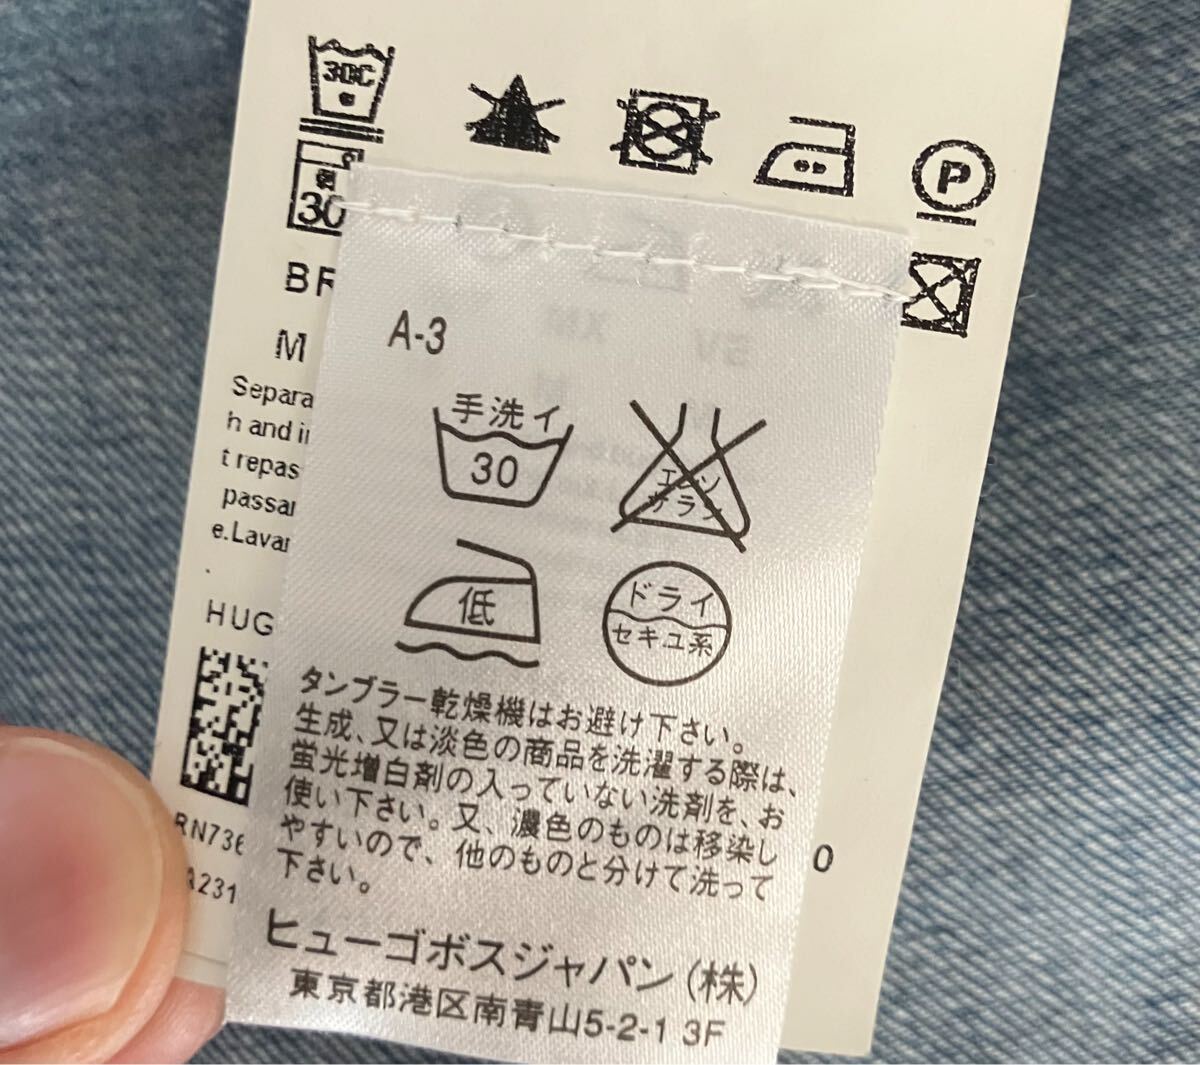 30C
P
30
BR
M
Separa
h and in
t repas
passar
e.Lavar
.
HUG
RN736
A231
0
A-3
手洗イ
30
エンソ
サラシ
低
ドライ
セキユ系
タンブラー乾燥機はお避け下さい。
生成、又は淡色の商品を洗濯する際は、
蛍光増白剤の入っていない洗剤を、お
使い下さい。又、濃色のものは移染し
やすいので、他のものと分けて洗って
下さい。
ヒューゴボスジャパン(株)
東京都港区南青山5-2-1 3F